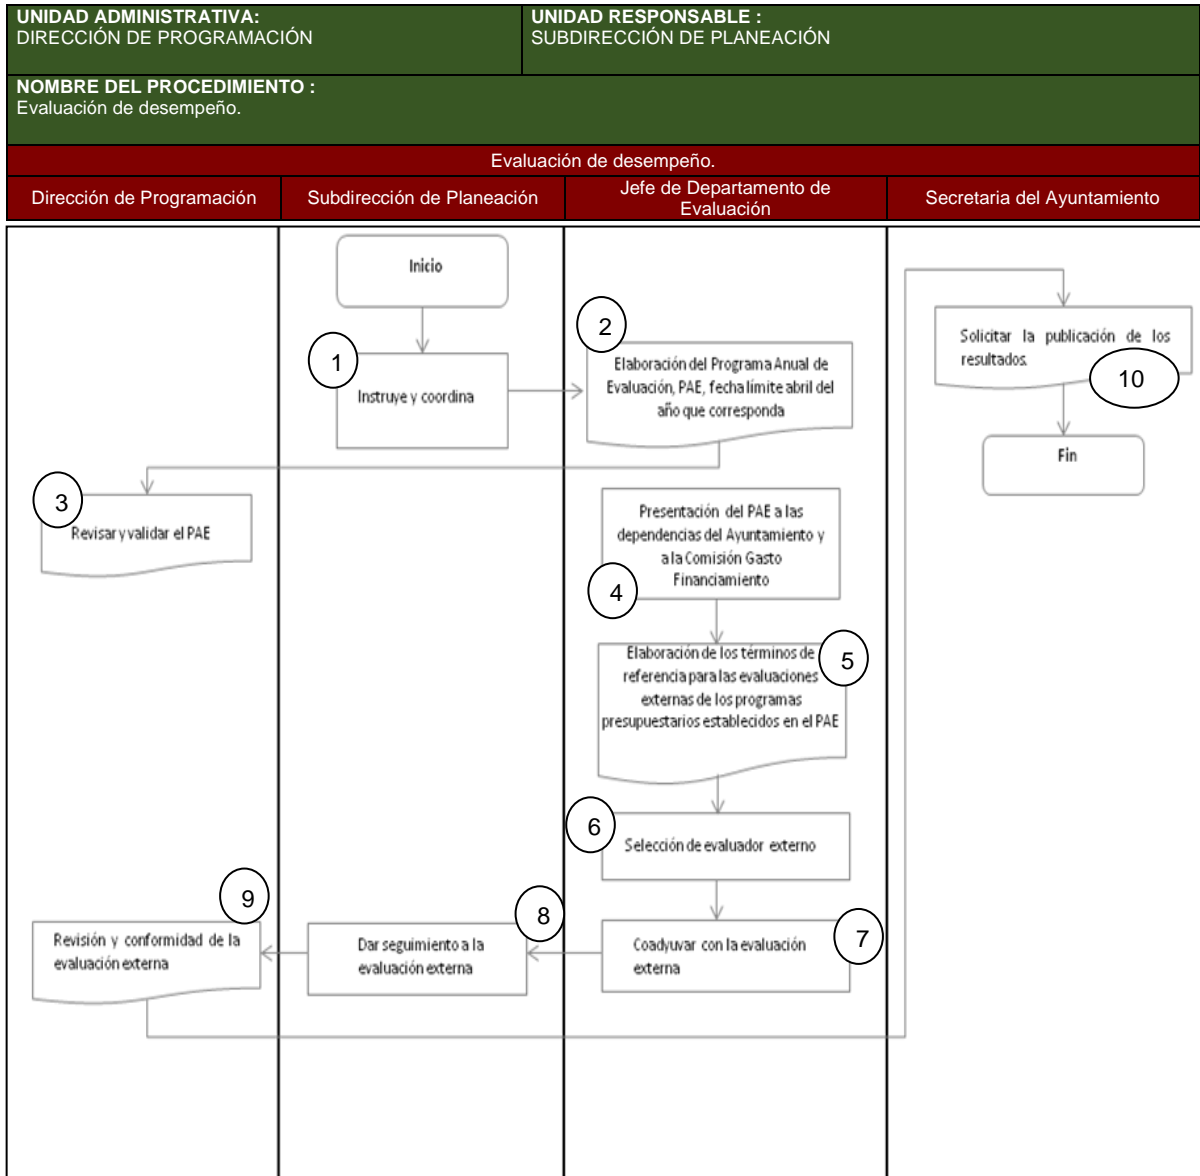 UNIDAD ADMINISTRATIVA:
DIRECCIÓN DE PROGRAMACIÓN
UNIDAD RESPONSABLE :
SUBDIRECCIÓN DE PLANEACIÓN
NOMBRE DEL PROCEDIMIENTO :
Evaluación de desempeño.
Evaluación de desempeño.
Dirección de Programación
Subdirección de Planeación
Jefe de Departamento de
Evaluación
Secretaria del Ayuntamiento
Inicio
1
Instruye y coordina
2
Elaboración del Programa Anual de
Evaluación, PAE, fecha límite abril del
año que corresponda
3
Revisar y validar el PAE
Presentación del PAE a las
dependencias del Ayuntamiento y
a la Comisión Gasto
Financiamiento
4
Elaboración de los términos de
referencia para las evaluaciones
externas de los programas
presupuestarios establecidos en el PAE
5
6
Selección de evaluador externo
Coadyuvar con la evaluación
externa
7
8
Dar seguimiento a la
evaluación externa
9
Revisión y conformidad de la
evaluación externa
Solicitar la publicación de los
resultados.
10
Fin